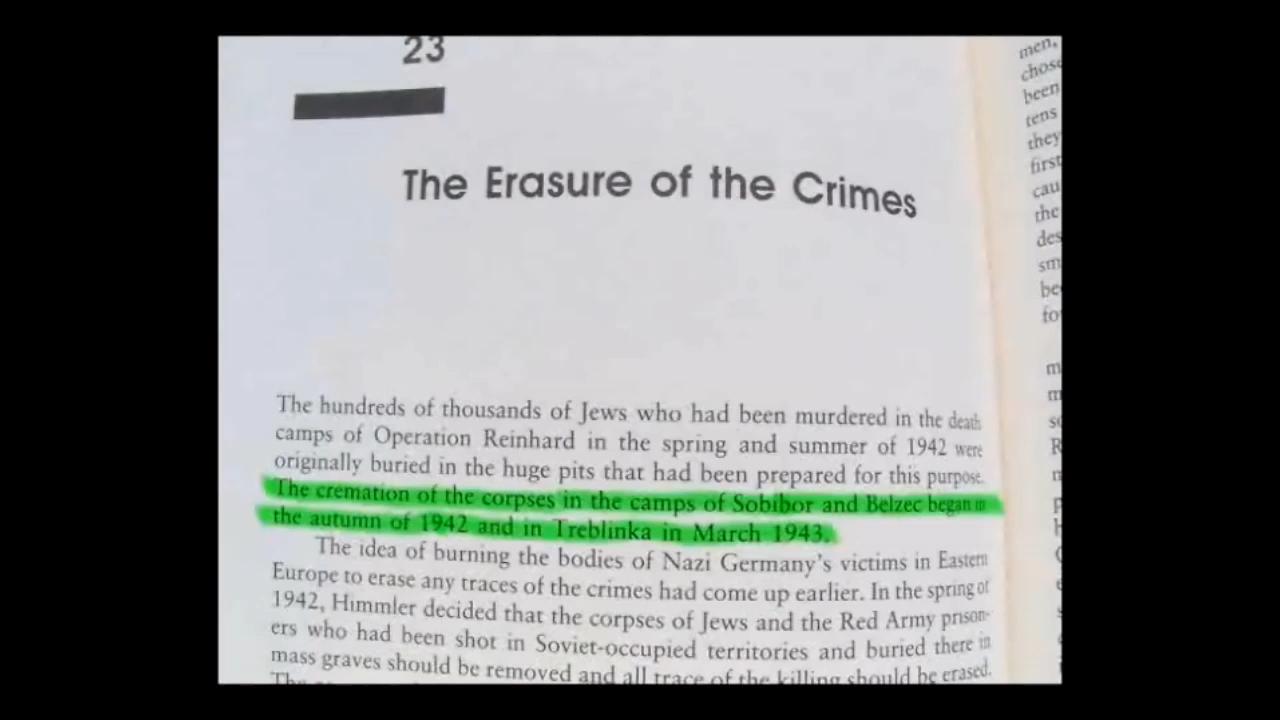 23
The Erasure of the Crimes
The hundreds of thousands of Jews who had been murdered in the death
camps of Operation Reinhard in the spring and summer of 1942 were
originally buried in the huge pits that had been prepared for this purpose.
The cremation of the corpses in the camps of Sobibor and Belzec began in
the autumn of 1942 and in Treblinka in March 1943.
The idea of burning the bodies of Nazi Germany's victims in Eastern
Europe to erase any traces of the crimes had come up earlier. In the spring of
1942, Himmler decided that the corpses of Jews and the Red Army prison-
ers who had been shot in Soviet-occupied territories and buried there in
mass graves should be removed and all trace of the killing should be erased.
men,
chose
been
tens
they
first
cau
the
des
sm
be
fo
m
m